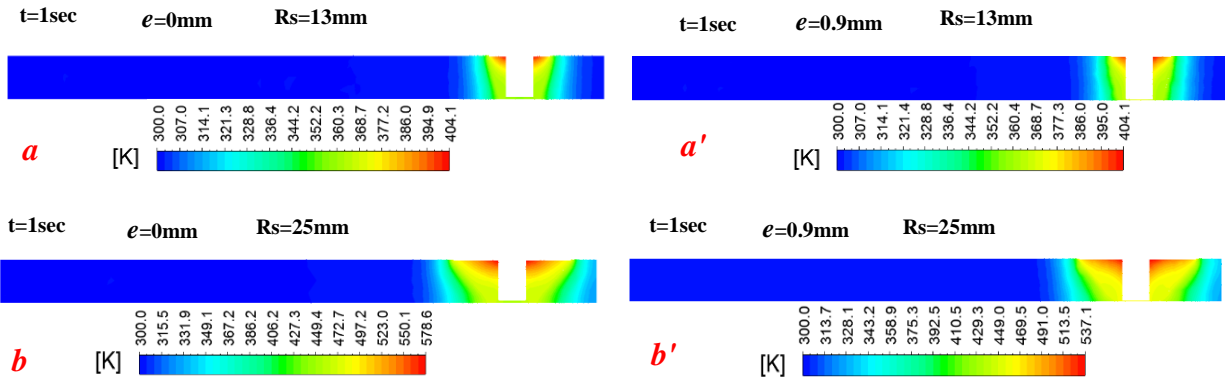 t=1sec e=0mm Rs=13mm
300.0 307.0 314.1 321.3 328.8 336.4 344.2 352.2 360.3 368.7 377.2 386.0 394.9 404.1
a [K]
t=1sec e=0.9mm Rs=13mm
300.0 307.0 314.1 321.4 328.8 336.4 344.2 352.2 360.4 368.7 377.3 386.0 395.0 404.1
a' [K]
t=1sec e=0mm Rs=25mm
300.0 315.5 331.9 349.1 367.2 386.2 406.2 427.3 449.4 472.7 497.2 523.0 550.1 578.6
b [K]
t=1sec e=0.9mm Rs=25mm
300.0 313.7 328.1 343.2 358.9 375.3 392.5 410.5 429.3 449.0 469.5 491.0 513.5 537.1
b' [K]